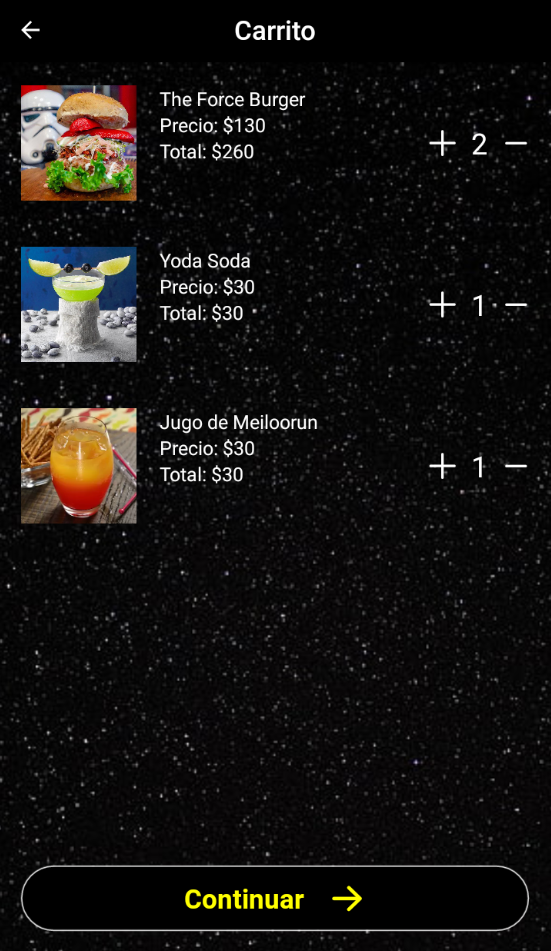 Carrito
The Force Burger
Precio: $130
Total: $260
2
Yoda Soda
Precio: $30
Total: $30
1
Jugo de Meiloorun
Precio: $30
Total: $30
1
Continuar